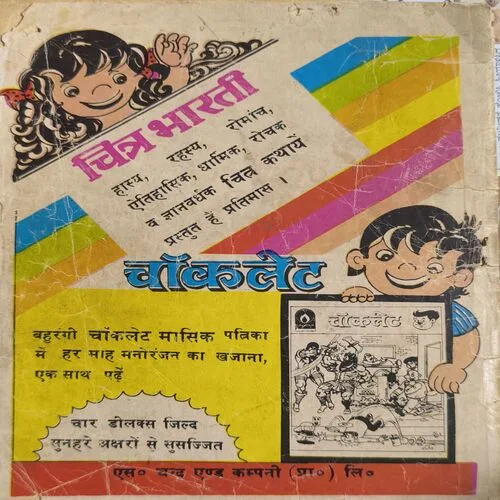 चित्र भारती
हास्य, रहस्य, रोमांच,
ऐतिहासिक, धार्मिक, रोचक
व ज्ञानवर्धक चित्र कथायें
प्रस्तुत हैं प्रतिमास ।
चॉकलेट
बहुरंगी चॉकलेट मासिक पत्रिका
में हर माह मनोरंजन का खजाना,
एक साथ पढ़ें
चॉकलेट
चार डीलक्स जिल्द
सुनहरे अक्षरों से सुसज्जित
एस० चन्द एण्ड कम्पनी (प्रा०) लि०